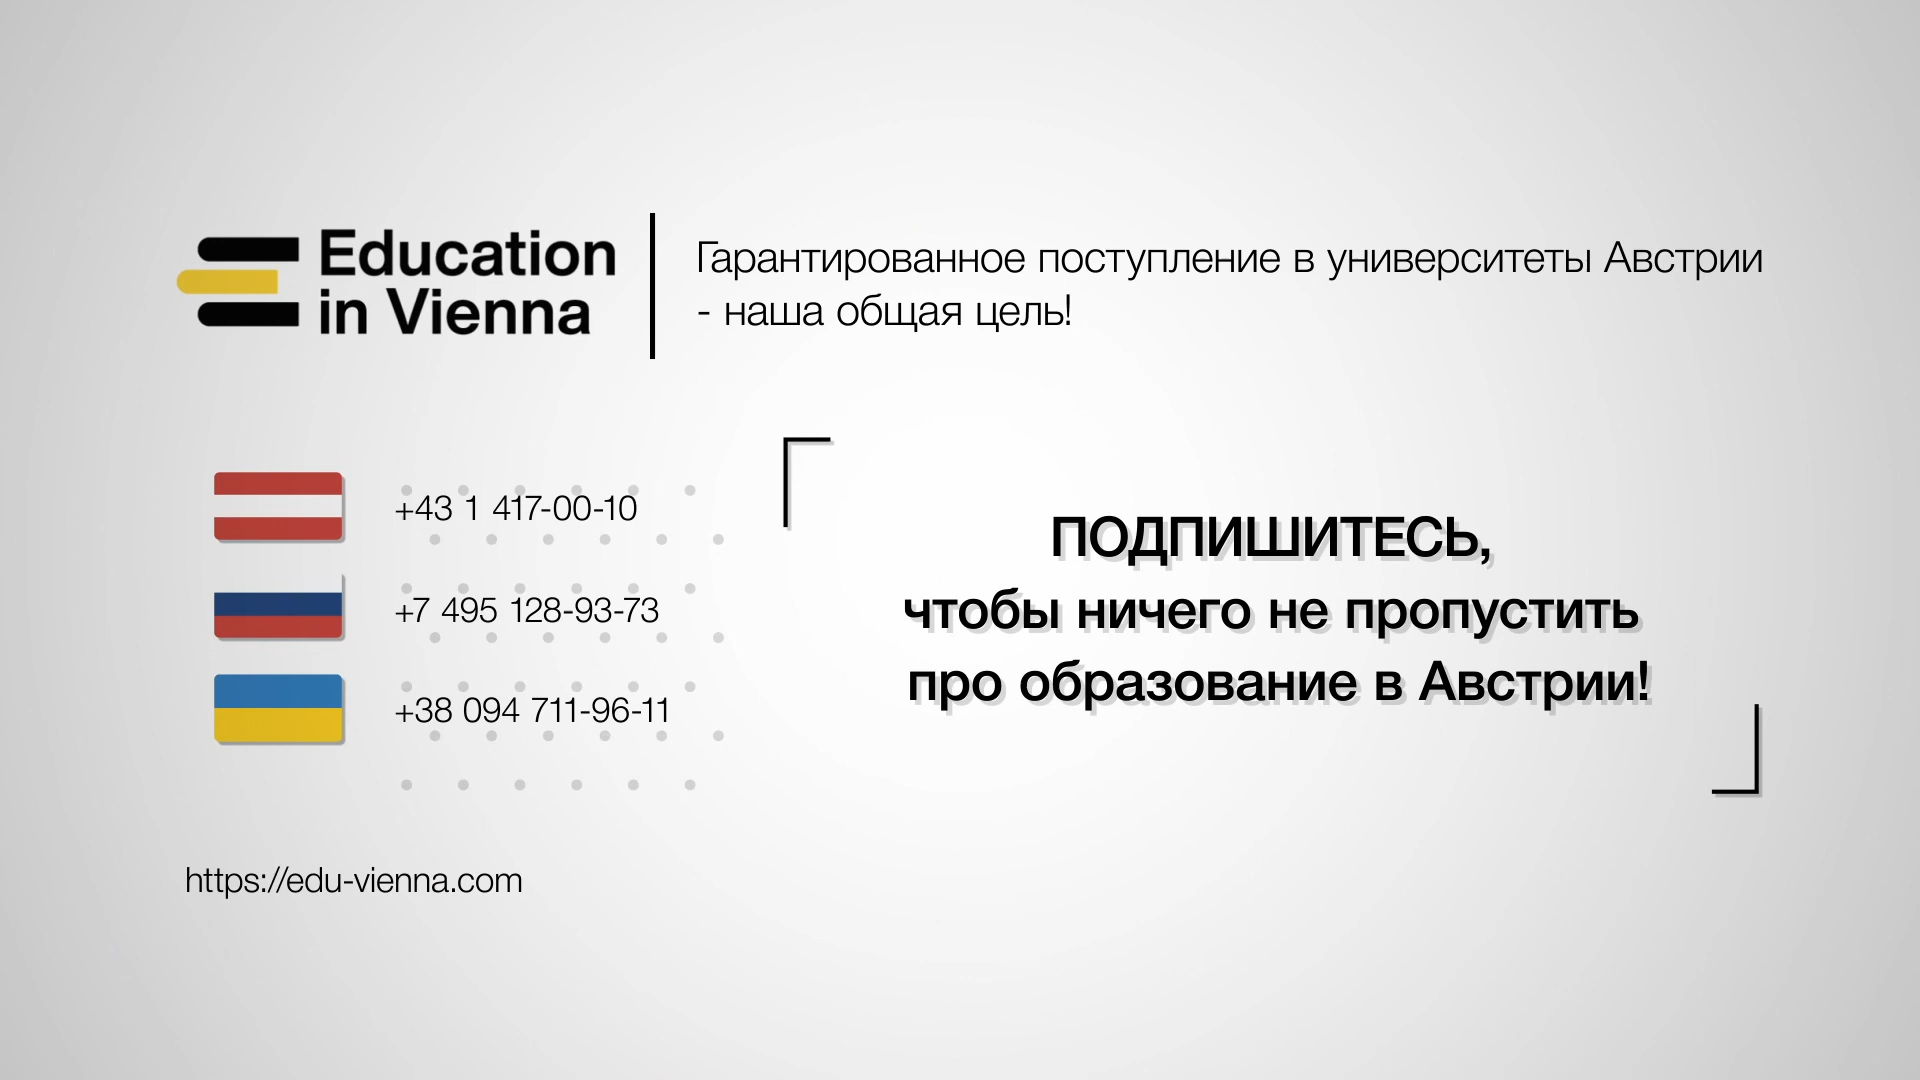 Education
in Vienna
Гарантированное поступление в университеты Австрии
- наша общая цель!
+43 1 417-00-10
+7 495 128-93-73
+38 094 711-96-11
ПОДПИШИТЕСЬ,
чтобы ничего не пропустить
про образование в Австрии!
https://edu-vienna.com